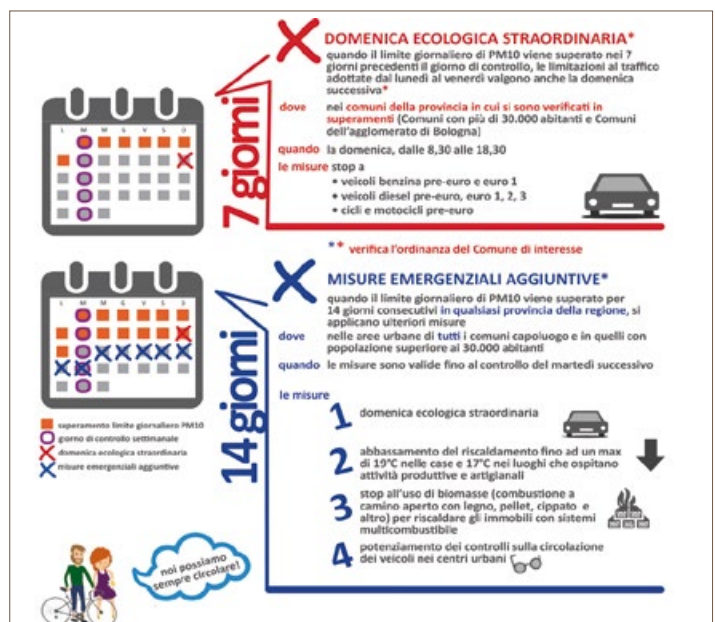 DOMENICA ECOLOGICA STRAORDINARIA*
quando il limite giornaliero di PM10 viene superato nei 7
giorni precedenti il giorno di controllo, le limitazioni al traffico
adottate dal lunedì al venerdì valgono anche la domenica
successiva*
dove nei comuni della provincia in cui si sono verificati in
superamenti (Comuni con più di 30.000 abitanti e Comuni
dell'agglomerato di Bologna)
quando la domenica, dalle 8,30 alle 18,30
le misure stop a
• veicoli benzina pre-euro e euro 1
• veicoli diesel pre-euro, euro 1, 2, 3
• cicli e motocicli pre-euro
7 giorni
L M M G V S D
** verifica l'ordinanza del Comune di interesse
MISURE EMERGENZIALI AGGIUNTIVE*
quando il limite giornaliero di PM10 viene superato per
14 giorni consecutivi in qualsiasi provincia della regione, si
applicano ulteriori misure
dove nelle aree urbane di tutti i comuni capoluogo e in quelli con
popolazione superiore ai 30.000 abitanti
quando le misure sono valide fino al controllo del martedì successivo
le misure
1 domenica ecologica straordinaria
2 abbassamento del riscaldamento fino ad un max
di 19°C nelle case e 17°C nei luoghi che ospitano
attività produttive e artigianali
3 stop all'uso di biomasse (combustione a
camino aperto con legno, pellet, cippato e
altro) per riscaldare gli immobili con sistemi
multicombustibile
4 potenziamento dei controlli sulla circolazione
dei veicoli nei centri urbani
14 giorni
L M M G V S D
superamento limite giornaliero PM10
giorno di controllo settimanale
domenica ecologica straordinaria
misure emergenziali aggiuntive
noi possiamo
sempre circolare!